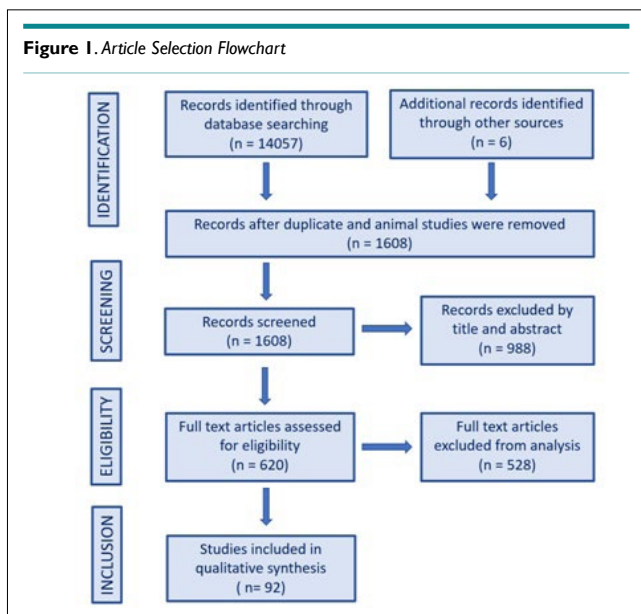 Figure 1. Article Selection Flowchart
IDENTIFICATION
Records identified through
database searching
(n = 14057)
Additional records identified
through other sources
(n = 6)
Records after duplicate and animal studies were removed
(n = 1608)
SCREENING
Records screened
(n = 1608)
Records excluded by
title and abstract
(n = 988)
ELIGIBILITY
Full text articles assessed
for eligibility
(n = 620)
Full text articles
excluded from analysis
(n = 528)
INCLUSION
Studies included in
qualitative synthesis
( n= 92)